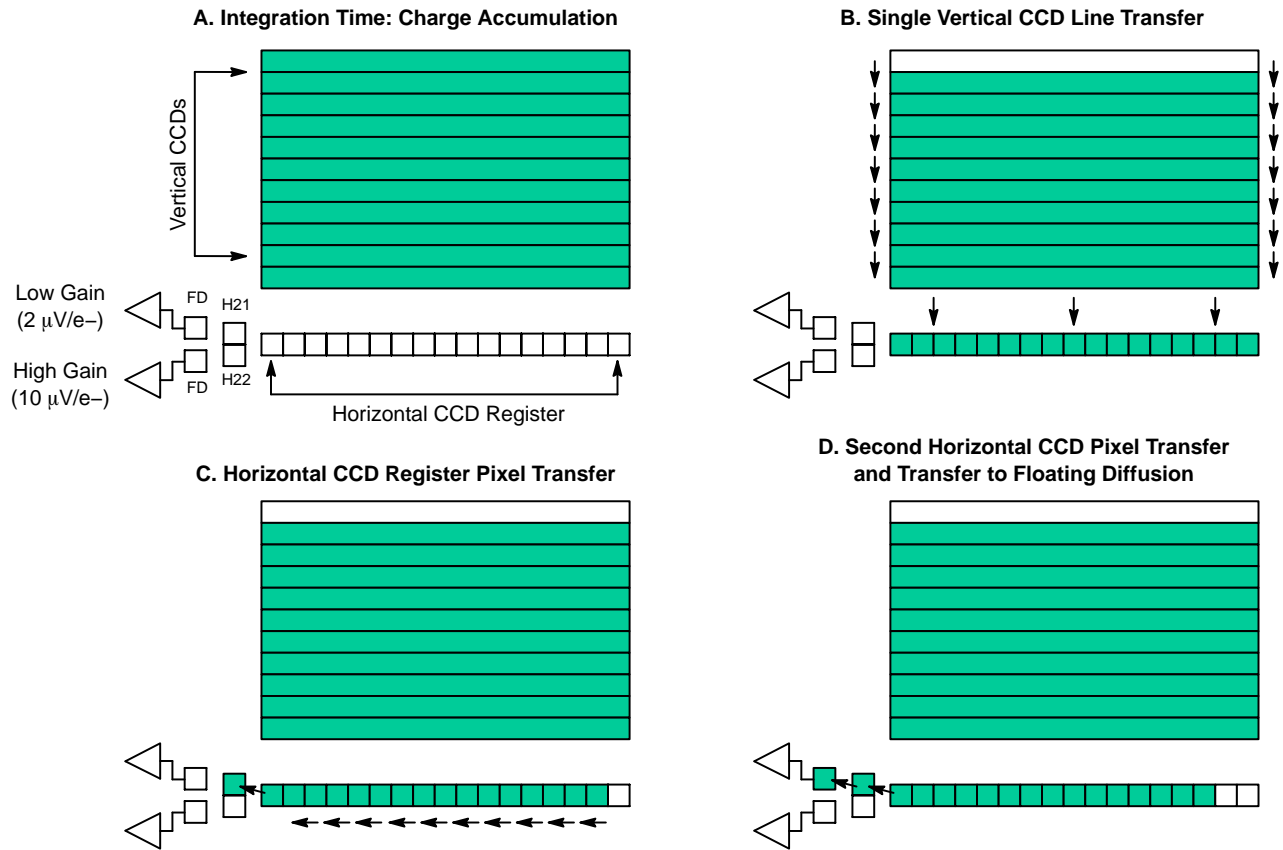 A. Integration Time: Charge Accumulation
B. Single Vertical CCD Line Transfer
Vertical CCDs
Low Gain
(2 μV/e−)
FD
H21
High Gain
(10 μV/e−)
FD
H22
Horizontal CCD Register
C. Horizontal CCD Register Pixel Transfer
D. Second Horizontal CCD Pixel Transfer
and Transfer to Floating Diffusion